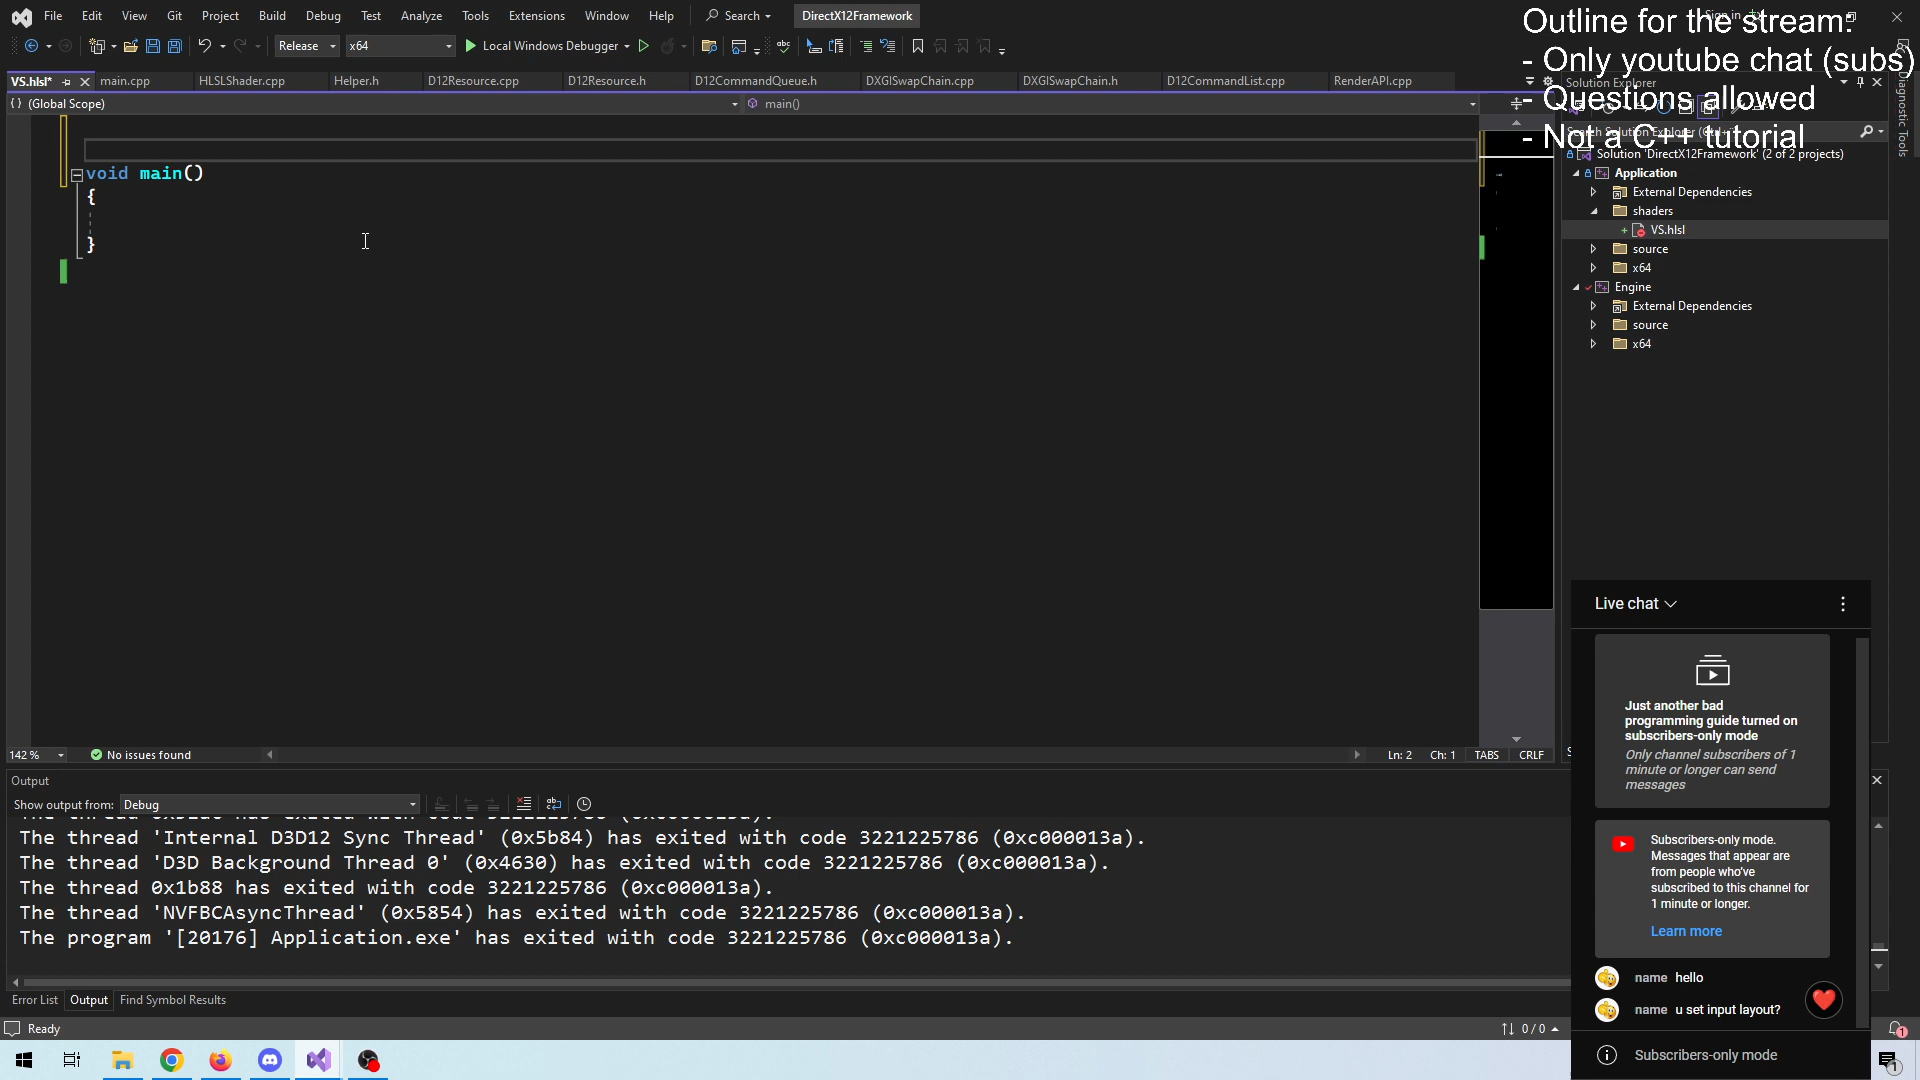 File Edit View Git Project Build Debug Test Analyze Tools Extensions Window Help Search DirectX12Framework
Outline for the stream:
- Only youtube chat (subs)
- Questions allowed
- Not a C++ tutorial
Release x64 Local Windows Debugger
VS.hlsl* main.cpp HLSLShader.cpp Helper.h D12Resource.cpp D12Resource.h D12CommandQueue.h DXGISwapChain.cpp DXGISwapChain.h D12CommandList.cpp RenderAPI.cpp
Solution Explorer
{ } (Global Scope) main()
void main()
{
}
Solution 'DirectX12Framework' (2 of 2 projects)
Application
External Dependencies
shaders
VS.hlsl
source
x64
Engine
External Dependencies
source
x64
Diagnostic Tools
142 % No issues found Ln: 2 Ch: 1 TABS CRLF
Output
Show output from: Debug
The thread 'Internal D3D12 Sync Thread' (0x5b84) has exited with code 3221225786 (0xc000013a).
The thread 'D3D Background Thread 0' (0x4630) has exited with code 3221225786 (0xc000013a).
The thread 0x1b88 has exited with code 3221225786 (0xc000013a).
The thread 'NVFBCAsyncThread' (0x5854) has exited with code 3221225786 (0xc000013a).
The program '[20176] Application.exe' has exited with code 3221225786 (0xc000013a).
Error List Output Find Symbol Results
Ready 0 / 0
Live chat
Just another bad
programming guide turned on
subscribers-only mode
Only channel subscribers of 1
minute or longer can send
messages
Subscribers-only mode.
Messages that appear are
from people who've
subscribed to this channel for
1 minute or longer.
Learn more
name hello
name u set input layout?
Subscribers-only mode
1
1